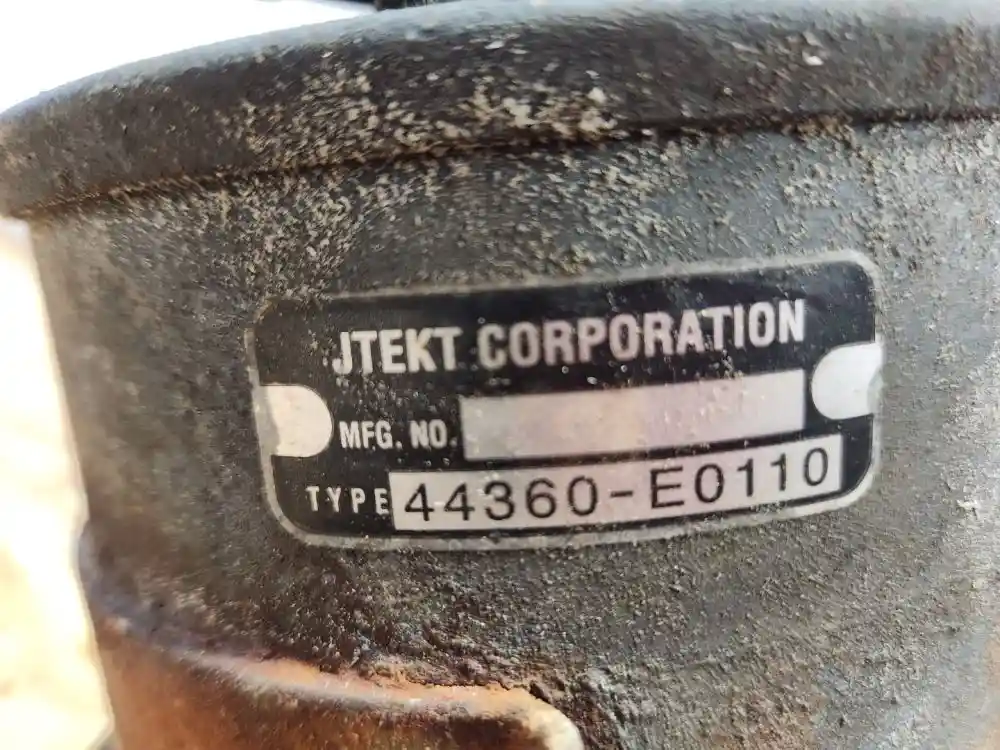 JTEKT CORPORATION
MFG. NO.
TYPE 44360-E0110